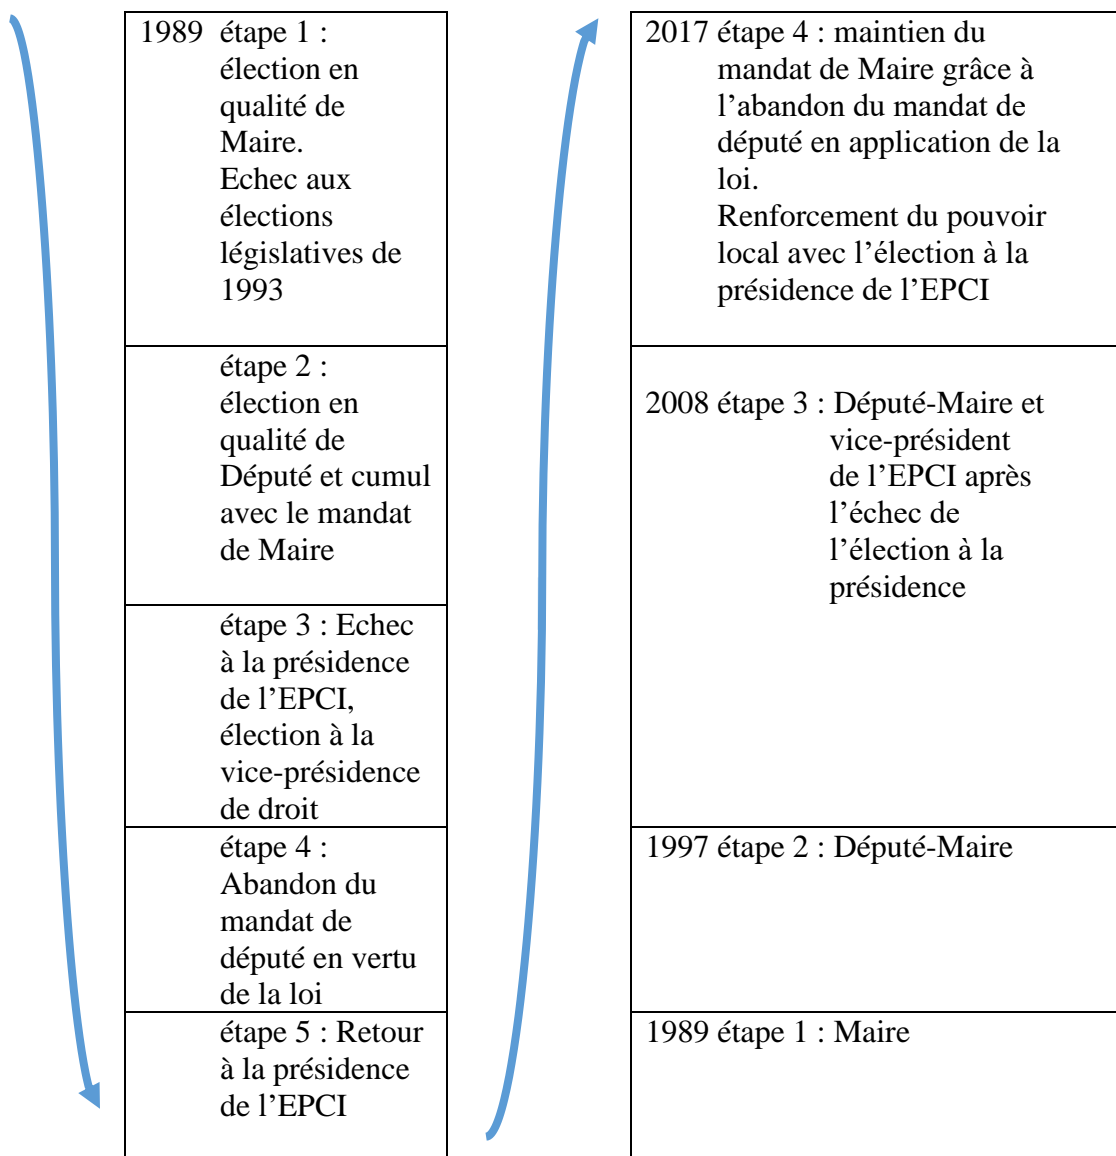 1989 étape 1 :
élection en
qualité de
Maire.
Echec aux
élections
législatives de
1993
étape 2 :
élection en
qualité de
Député et cumul
avec le mandat
de Maire
étape 3 : Echec
à la présidence
de l’EPCI,
élection à la
vice-présidence
de droit
étape 4 :
Abandon du
mandat de
député en vertu
de la loi
étape 5 : Retour
à la présidence
de l’EPCI
2017 étape 4 : maintien du
mandat de Maire grâce à
l’abandon du mandat de
député en application de la
loi.
Renforcement du pouvoir
local avec l’élection à la
présidence de l’EPCI
2008 étape 3 : Député-Maire et
vice-président
de l’EPCI après
l’échec de
l’élection à la
présidence
1997 étape 2 : Député-Maire
1989 étape 1 : Maire